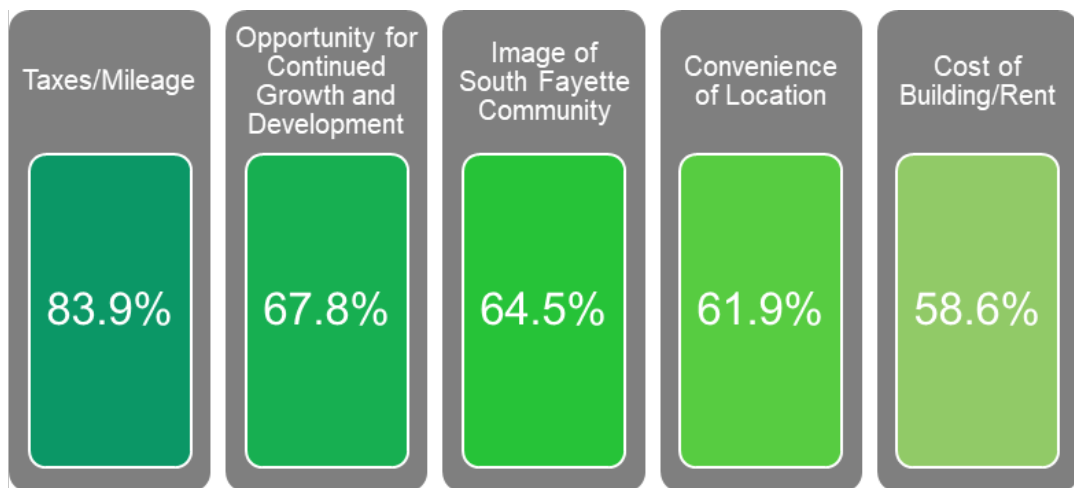 Taxes/Mileage
83.9%
Opportunity for
Continued
Growth and
Development
67.8%
Image of
South Fayette
Community
64.5%
Convenience
of Location
61.9%
Cost of
Building/Rent
58.6%